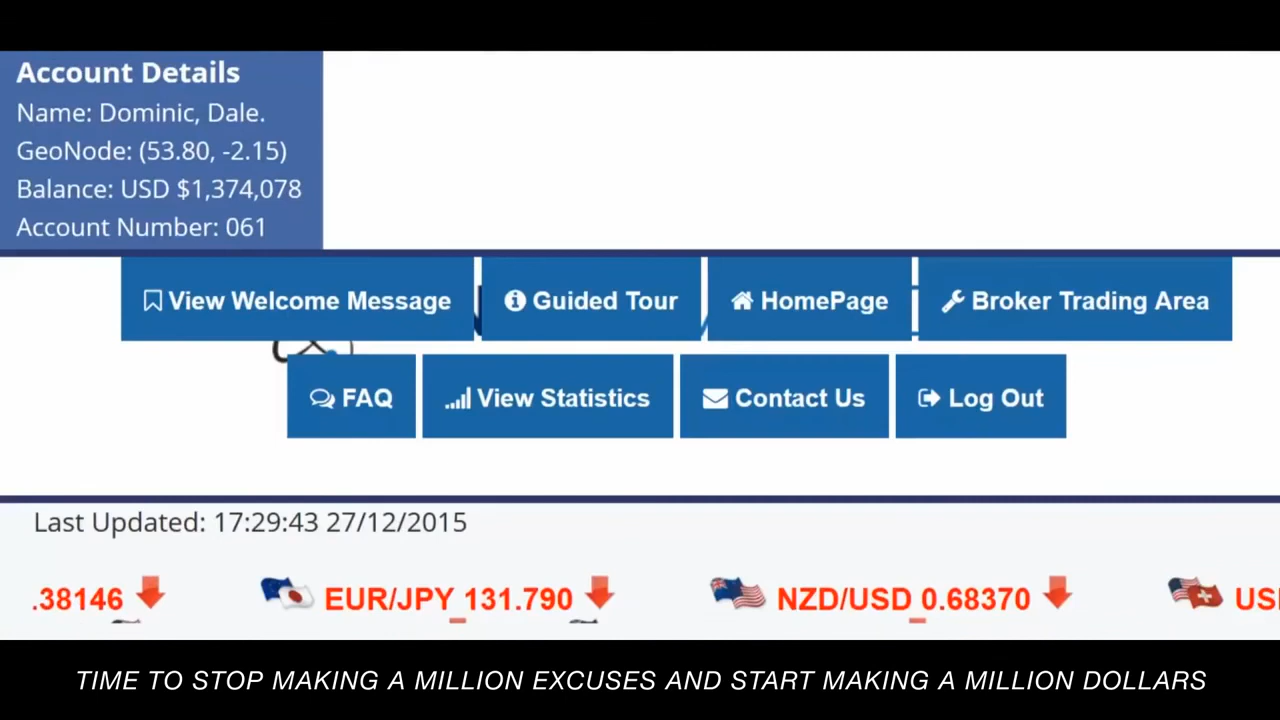 Account Details
Name: Dominic, Dale.
GeoNode: (53.80, -2.15)
Balance: USD $1,374,078
Account Number: 061
View Welcome Message Guided Tour HomePage Broker Trading Area
FAQ View Statistics Contact Us Log Out
Last Updated: 17:29:43 27/12/2015
.38146 EUR/JPY 131.790 NZD/USD 0.68370
TIME TO STOP MAKING A MILLION EXCUSES AND START MAKING A MILLION DOLLARS